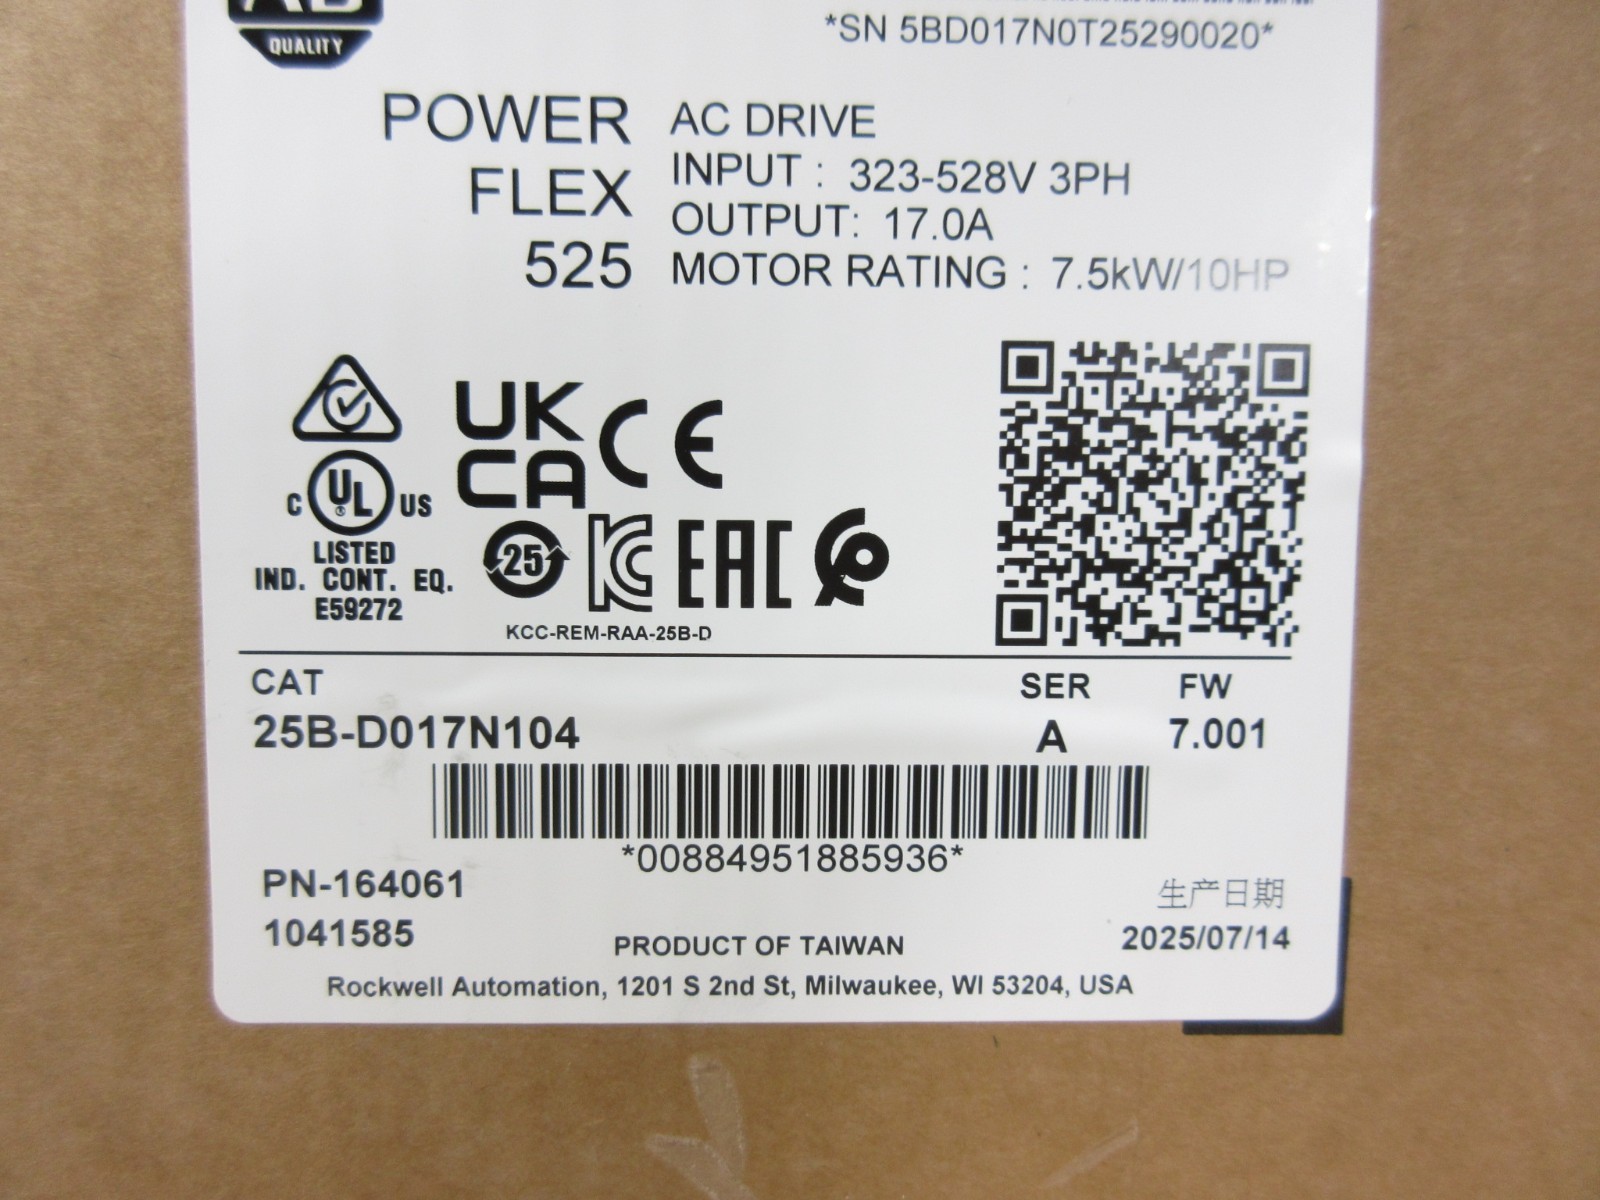 AB
QUALITY
*SN 5BD017N0T25290020*
POWER
FLEX
525
AC DRIVE
INPUT : 323-528V 3PH
OUTPUT: 17.0A
MOTOR RATING : 7.5kW/10HP
C UL US
®
LISTED
IND. CONT. EQ.
E59272
UK
CA
CE
25
KC
EAC
KCC-REM-RAA-25B-D
CAT
25B-D017N104
SER
A
FW
7.001
*00884951885936*
PN-164061
1041585
生产日期
2025/07/14
PRODUCT OF TAIWAN
Rockwell Automation, 1201 S 2nd St, Milwaukee, WI 53204, USA